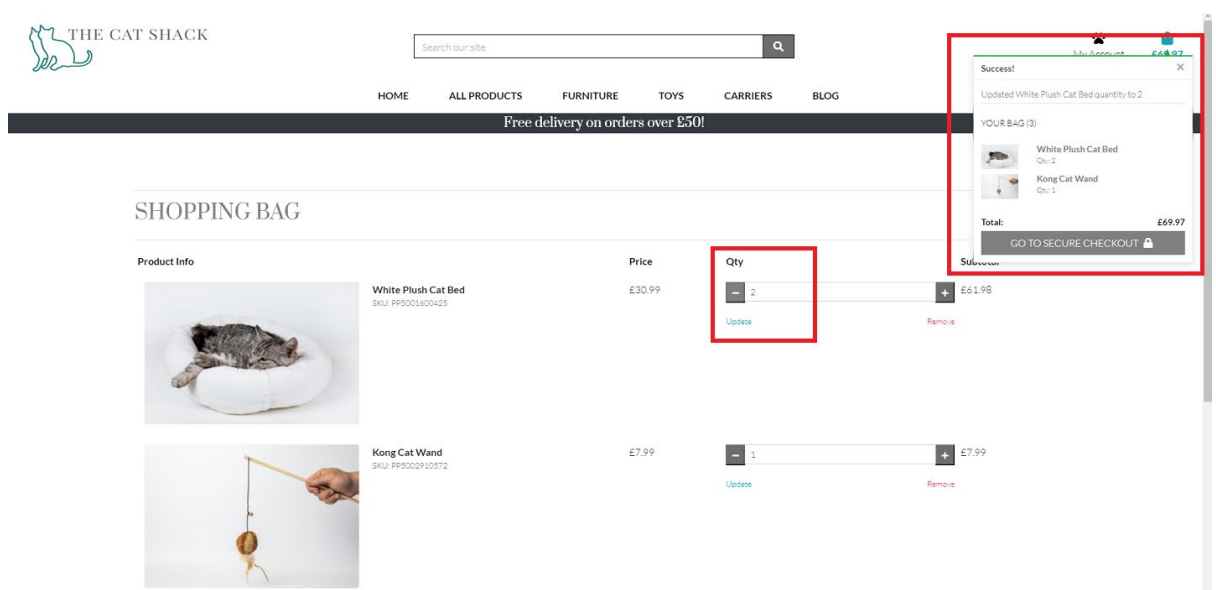 THE CAT SHACK
Search our site
My Account
£69.97
HOME ALL PRODUCTS FURNITURE TOYS CARRIERS BLOG
Free delivery on orders over £50!
Success!
Updated White Plush Cat Bed quantity to 2
YOUR BAG (3)
White Plush Cat Bed
Qty: 2
Kong Cat Wand
Qty: 1
Total: £69.97
GO TO SECURE CHECKOUT
SHOPPING BAG
Product Info Price Qty Subtotal
White Plush Cat Bed £30.99 2 £61.98
SKU: PP5001600425
Update Remove
Kong Cat Wand £7.99 1 £7.99
SKU: PP5002910572
Update Remove